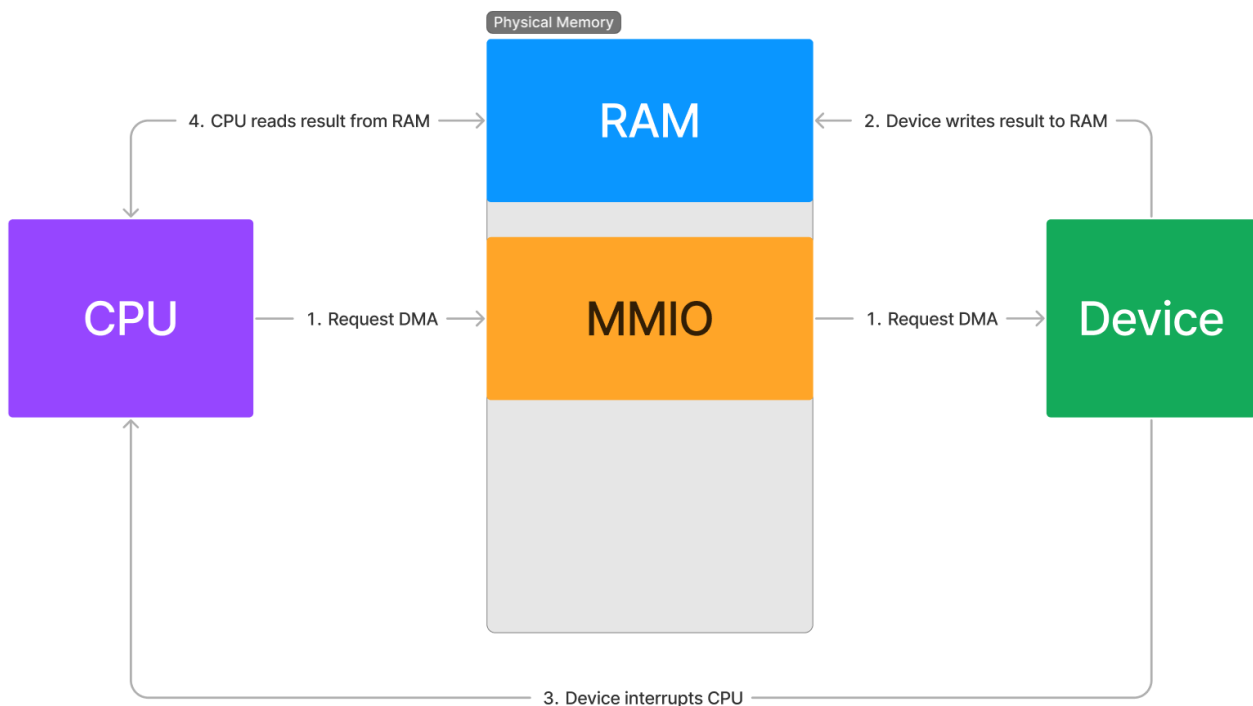 Physical Memory
RAM
4. CPU reads result from RAM
2. Device writes result to RAM
CPU
1. Request DMA
MMIO
1. Request DMA
Device
3. Device interrupts CPU